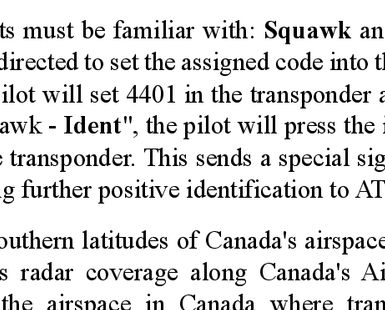 ts must be familiar with: Squawk an
directed to set the assigned code into t
ilot will set 4401 in the transponder a
awk - Ident", the pilot will press the i
e transponder. This sends a special sig
ng further positive identification to AT
outhern latitudes of Canada's airspace
s radar coverage along Canada's Ai
the airspace in Canada where tran